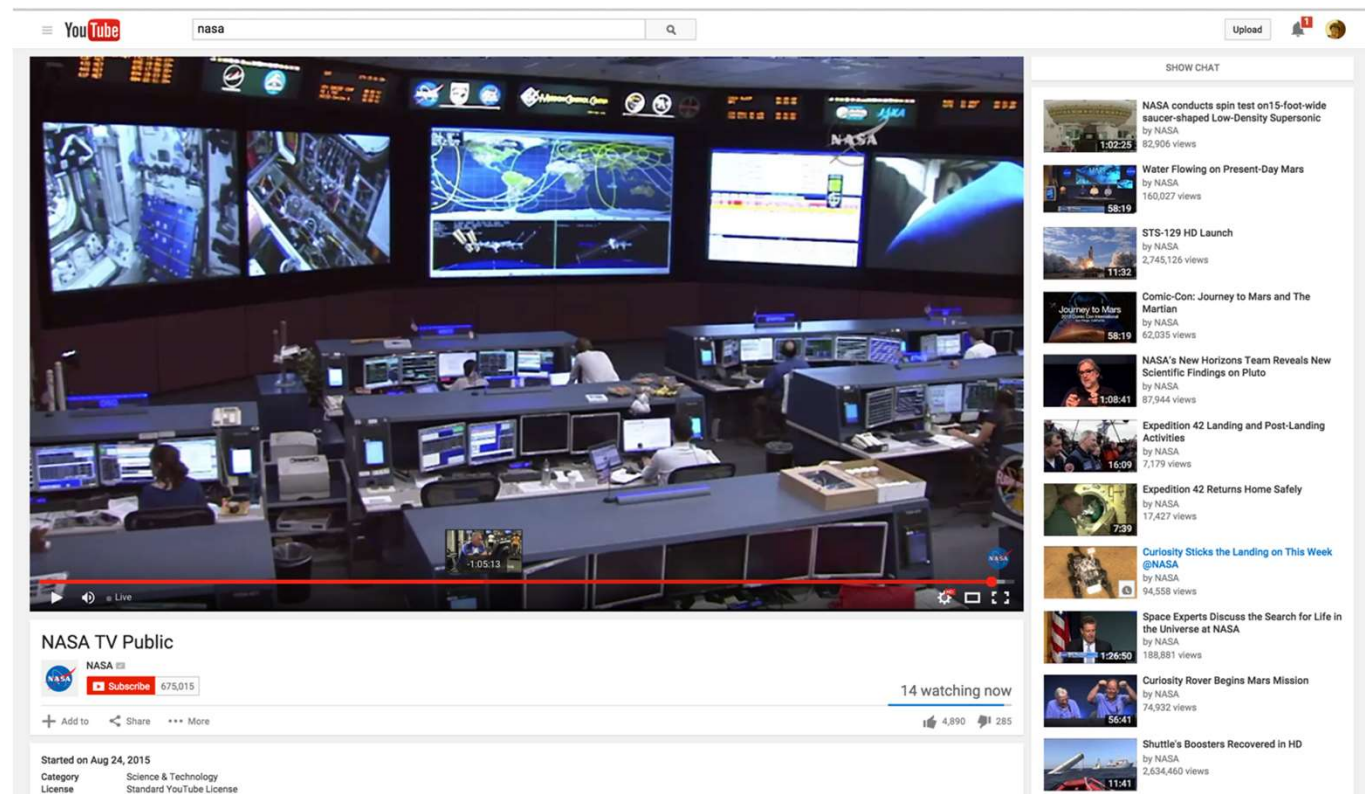 YouTube
nasa
Upload
1
SHOW CHAT
MISSION CONTROL CENTER
JAXA
NASA
-1:05:13
NASA
Live
NASA TV Public
NASA
NASA
Subscribe 675,015
14 watching now
Add to Share More
4,890 285
Started on Aug 24, 2015
Category Science & Technology
License Standard YouTube License
NASA conducts spin test on15-foot-wide
saucer-shaped Low-Density Supersonic
by NASA
82,906 views
1:02:25
Water Flowing on Present-Day Mars
by NASA
160,027 views
58:19
STS-129 HD Launch
by NASA
2,745,126 views
11:32
Comic-Con: Journey to Mars and The
Martian
by NASA
62,035 views
Journey to Mars
58:19
NASA's New Horizons Team Reveals New
Scientific Findings on Pluto
by NASA
87,944 views
1:08:41
Expedition 42 Landing and Post-Landing
Activities
by NASA
7,179 views
16:09
Expedition 42 Returns Home Safely
by NASA
17,427 views
7:39
Curiosity Sticks the Landing on This Week
@NASA
by NASA
94,558 views
Space Experts Discuss the Search for Life in
the Universe at NASA
by NASA
188,881 views
1:26:50
Curiosity Rover Begins Mars Mission
by NASA
74,932 views
56:41
Shuttle's Boosters Recovered in HD
by NASA
2,634,460 views
11:41